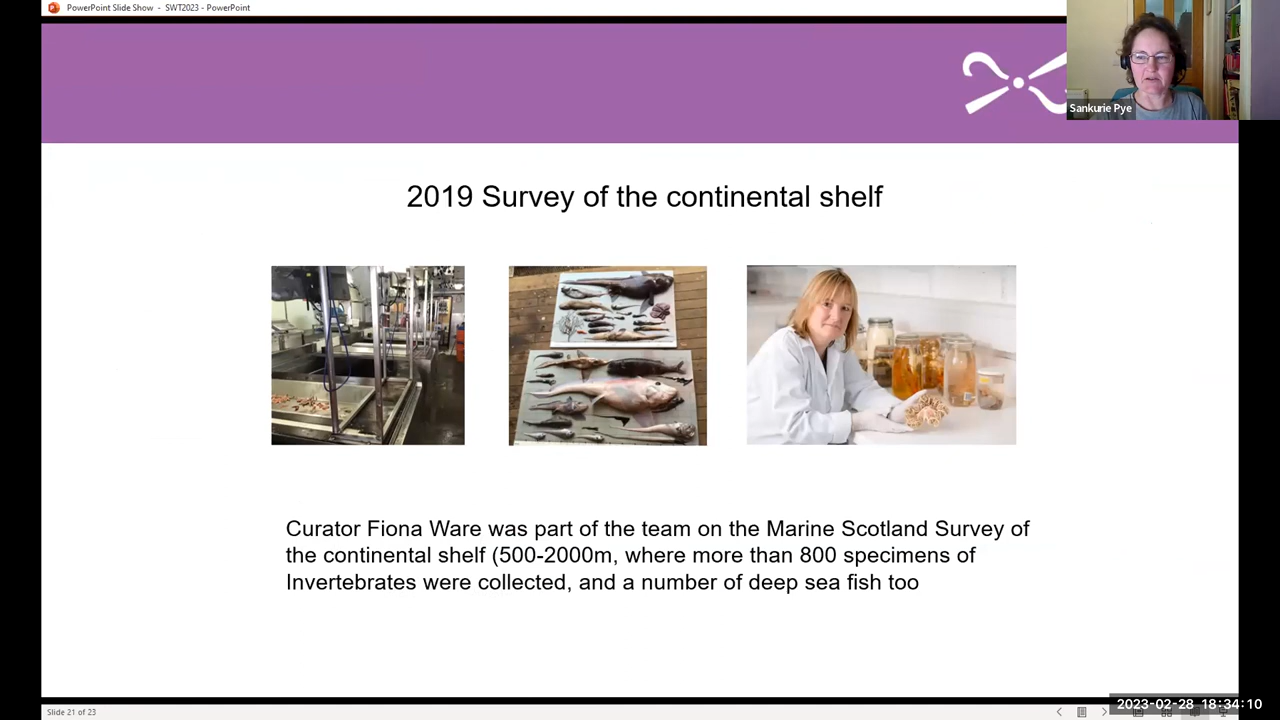 PowerPoint Slide Show - SWT2023 - PowerPoint
Sankurie Pye
2019 Survey of the continental shelf
Curator Fiona Ware was part of the team on the Marine Scotland Survey of
the continental shelf (500-2000m, where more than 800 specimens of
Invertebrates were collected, and a number of deep sea fish too
Slide 21 of 23
2023-02-28 18:34:10